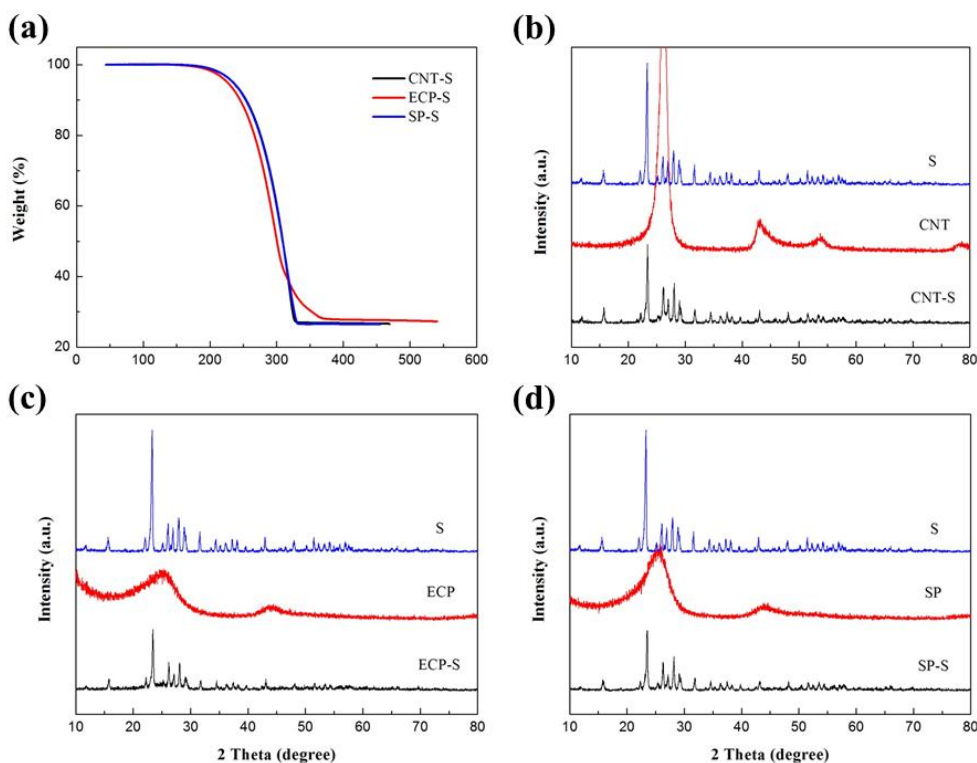 (a)
100
80
60
40
20
0 100 200 300 400 500 600
Weight (%)
CNT-S
ECP-S
SP-S
(b)
Intensity (a.u.)
S
CNT
CNT-S
10 20 30 40 50 60 70 80
(c)
Intensity (a.u.)
S
ECP
ECP-S
10 20 30 40 50 60 70 80
2 Theta (degree)
(d)
Intensity (a.u.)
S
SP
SP-S
10 20 30 40 50 60 70 80
2 Theta (degree)